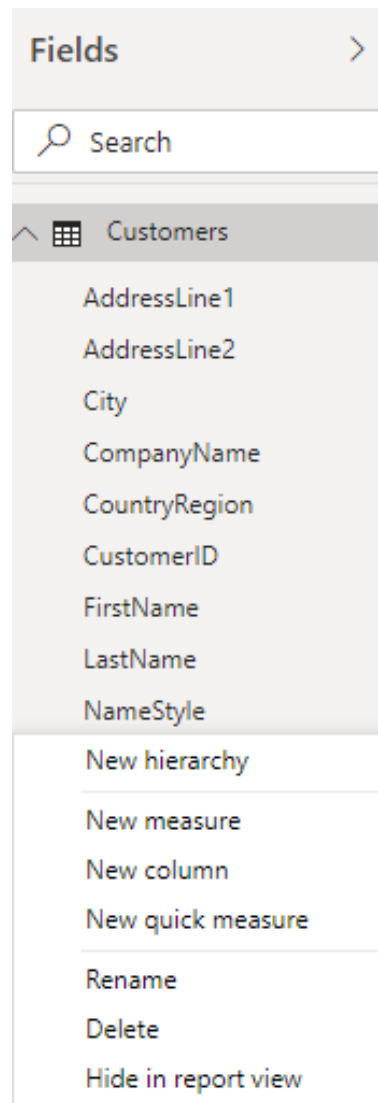 Fields
Search
Customers
AddressLine1
AddressLine2
City
CompanyName
CountryRegion
CustomerID
FirstName
LastName
NameStyle
New hierarchy
New measure
New column
New quick measure
Rename
Delete
Hide in report view